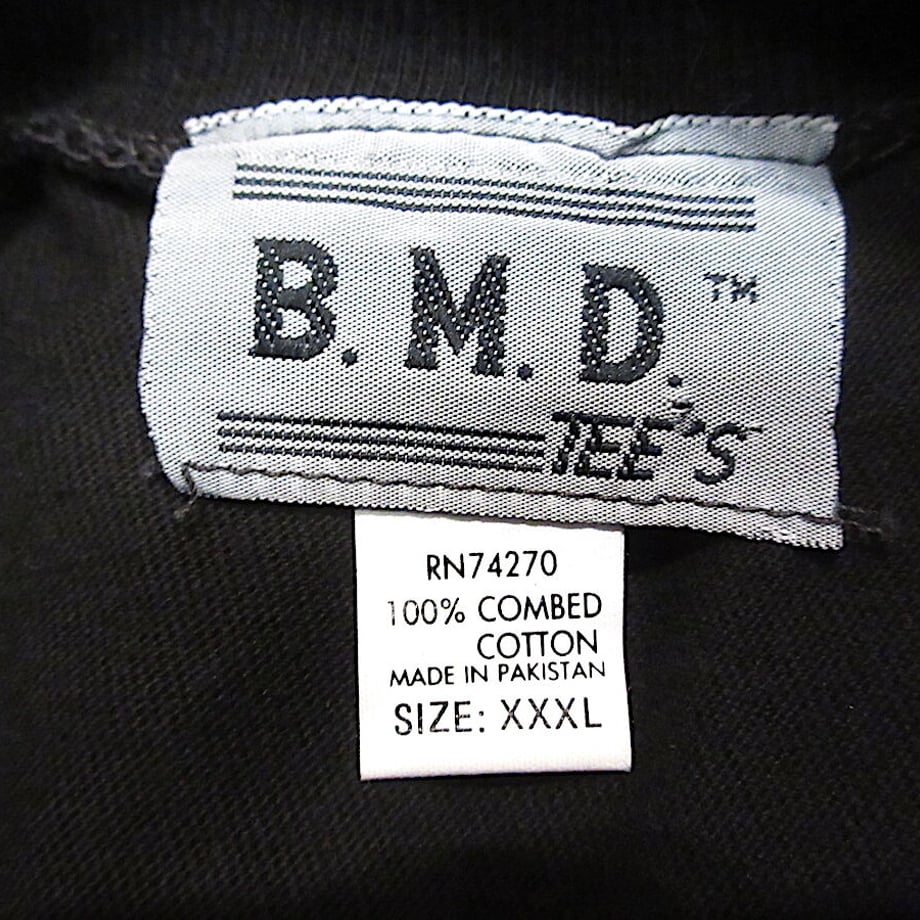 B.M.D.™
TEE'S
RN74270
100% COMBED
COTTON
MADE IN PAKISTAN
SIZE: XXXL